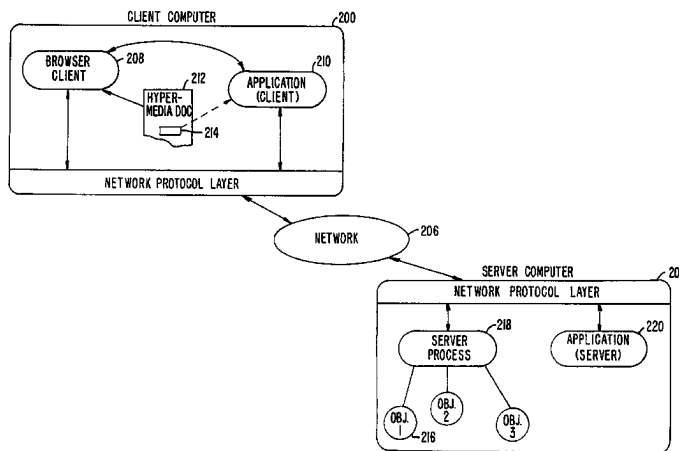 CLIENT COMPUTER
200
BROWSER
CLIENT
208
212
HYPER-
MEDIA DOC
214
210
APPLICATION
(CLIENT)
NETWORK PROTOCOL LAYER
NETWORK
206
SERVER COMPUTER
NETWORK PROTOCOL LAYER
218
SERVER
PROCESS
220
APPLICATION
(SERVER)
OBJ.
1
216
OBJ.
2
OBJ.
3